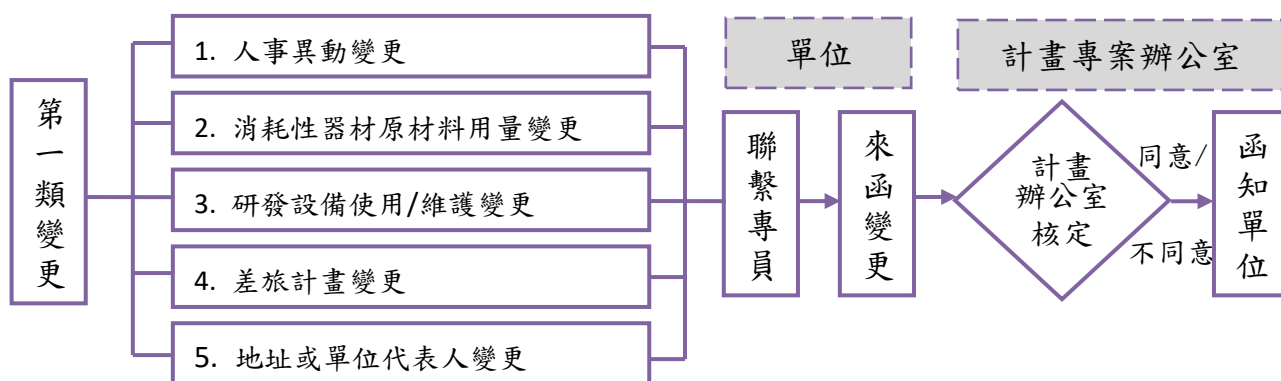 第一類變更
1. 人事異動變更
2. 消耗性器材原材料用量變更
3. 研發設備使用/維護變更
4. 差旅計畫變更
5. 地址或單位代表人變更
單位
聯繫專員
來函變更
計畫專案辦公室
計畫
辦公室
核定
同意/
不同意
函知單位